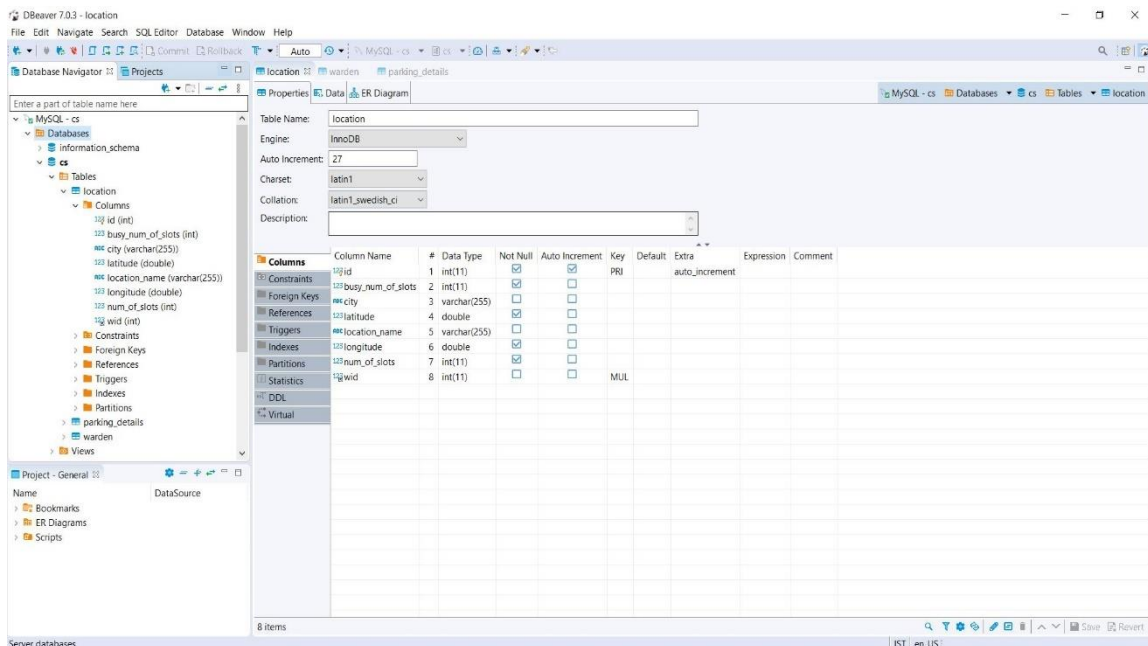 DBeaver 7.0.3 - location
File Edit Navigate Search SQL Editor Database Window Help
Commit Rollback Auto MySQL - cs cs
Database Navigator Projects
Enter a part of table name here
MySQL - cs
Databases
information_schema
cs
Tables
location
Columns
id (int)
busy_num_of_slots (int)
city (varchar(255))
latitude (double)
location_name (varchar(255))
longitude (double)
num_of_slots (int)
wid (int)
Constraints
Foreign Keys
References
Triggers
Indexes
Partitions
parking_details
warden
Views
Project - General
Name DataSource
Bookmarks
ER Diagrams
Scripts
location warden parking_details
Properties Data ER Diagram MySQL - cs Databases cs Tables location
Table Name: location
Engine: InnoDB
Auto Increment: 27
Charset: latin1
Collation: latin1_swedish_ci
Description:
Columns
Constraints
Foreign Keys
References
Triggers
Indexes
Partitions
Statistics
DDL
Virtual
Column Name # Data Type Not Null Auto Increment Key Default Extra Expression Comment
123 id 1 int(11) PRI auto_increment
123 busy_num_of_slots 2 int(11)
ABC city 3 varchar(255)
123 latitude 4 double
ABC location_name 5 varchar(255)
123 longitude 6 double
123 num_of_slots 7 int(11)
123 wid 8 int(11) MUL
8 items Save Revert
Server databases IST en_US